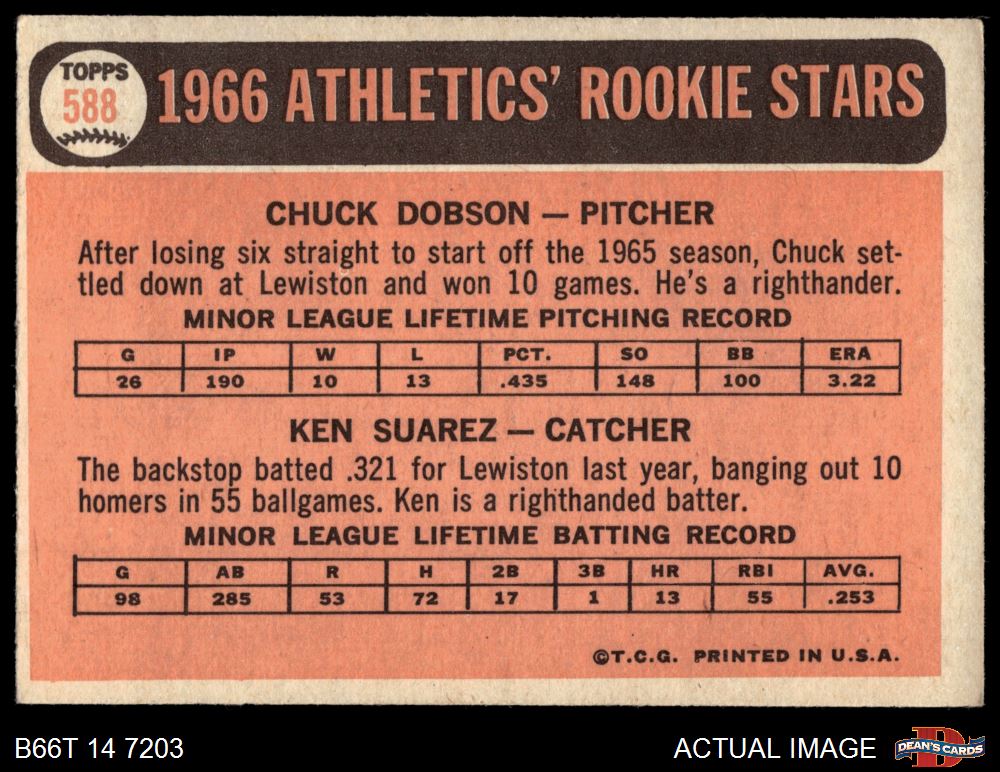 TOPPS
588
1966 ATHLETICS' ROOKIE STARS
CHUCK DOBSON — PITCHER
After losing six straight to start off the 1965 season, Chuck set-
tled down at Lewiston and won 10 games. He's a righthander.
MINOR LEAGUE LIFETIME PITCHING RECORD
G IP W L PCT. SO BB ERA
26 190 10 13 .435 148 100 3.22
KEN SUAREZ — CATCHER
The backstop batted .321 for Lewiston last year, banging out 10
homers in 55 ballgames. Ken is a righthanded batter.
MINOR LEAGUE LIFETIME BATTING RECORD
G AB R H 2B 3B HR RBI AVG.
98 285 53 72 17 1 13 55 .253
©T.C.G. PRINTED IN U.S.A.
B66T 14 7203
ACTUAL IMAGE
DEAN'S CARDS